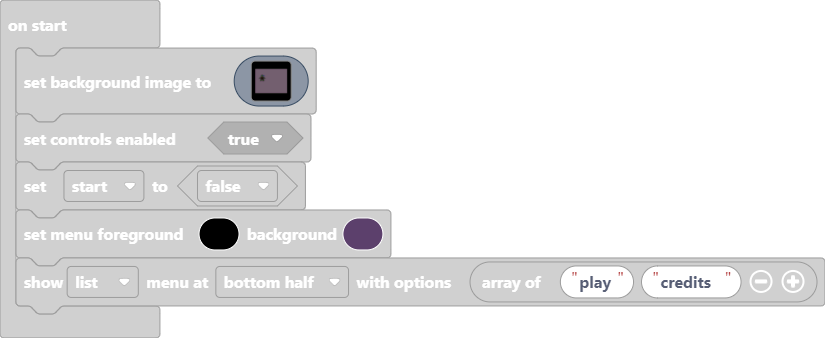 on start
set background image to
set controls enabled true
set start to false
set menu foreground background
show list menu at bottom half with options array of "play" "credits"